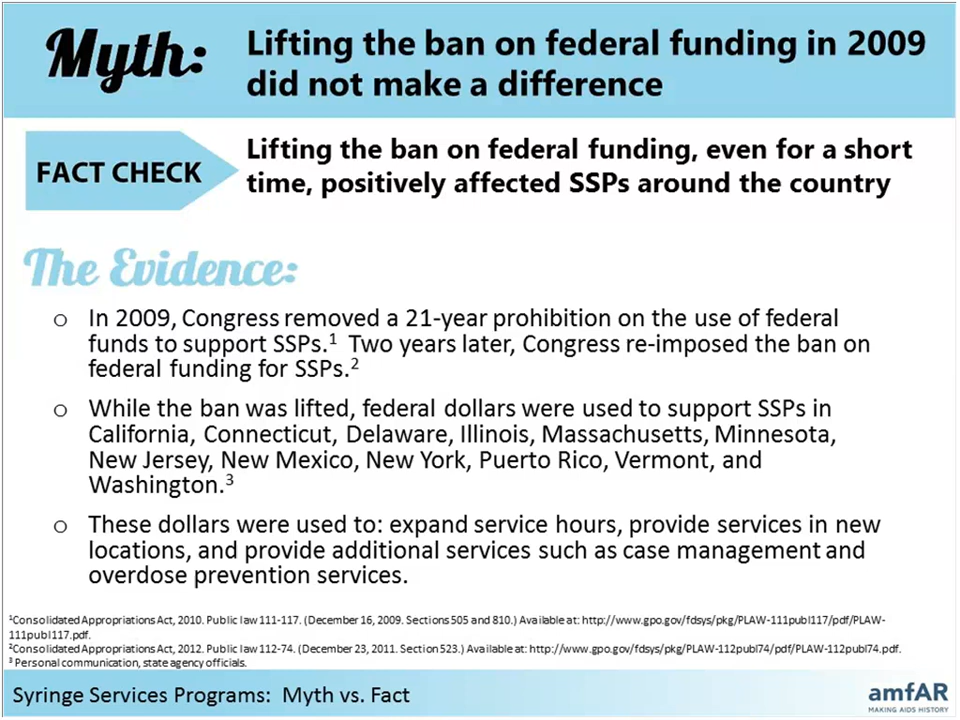 Myth: Lifting the ban on federal funding in 2009
did not make a difference
FACT CHECK
Lifting the ban on federal funding, even for a short
time, positively affected SSPs around the country
The Evidence:
o In 2009, Congress removed a 21-year prohibition on the use of federal
funds to support SSPs.¹ Two years later, Congress re-imposed the ban on
federal funding for SSPs.²
o While the ban was lifted, federal dollars were used to support SSPs in
California, Connecticut, Delaware, Illinois, Massachusetts, Minnesota,
New Jersey, New Mexico, New York, Puerto Rico, Vermont, and
Washington.³
o These dollars were used to: expand service hours, provide services in new
locations, and provide additional services such as case management and
overdose prevention services.
¹Consolidated Appropriations Act, 2010. Public law 111-117. (December 16, 2009. Sections 505 and 810.) Available at: http://www.gpo.gov/fdsys/pkg/PLAW-111publ117/pdf/PLAW-
111publ117.pdf.
²Consolidated Appropriations Act, 2012. Public law 112-74. (December 23, 2011. Section 523.) Available at: http://www.gpo.gov/fdsys/pkg/PLAW-112publ74/pdf/PLAW-112publ74.pdf.
³ Personal communication, state agency officials.
Syringe Services Programs: Myth vs. Fact
amfAR
MAKING AIDS HISTORY